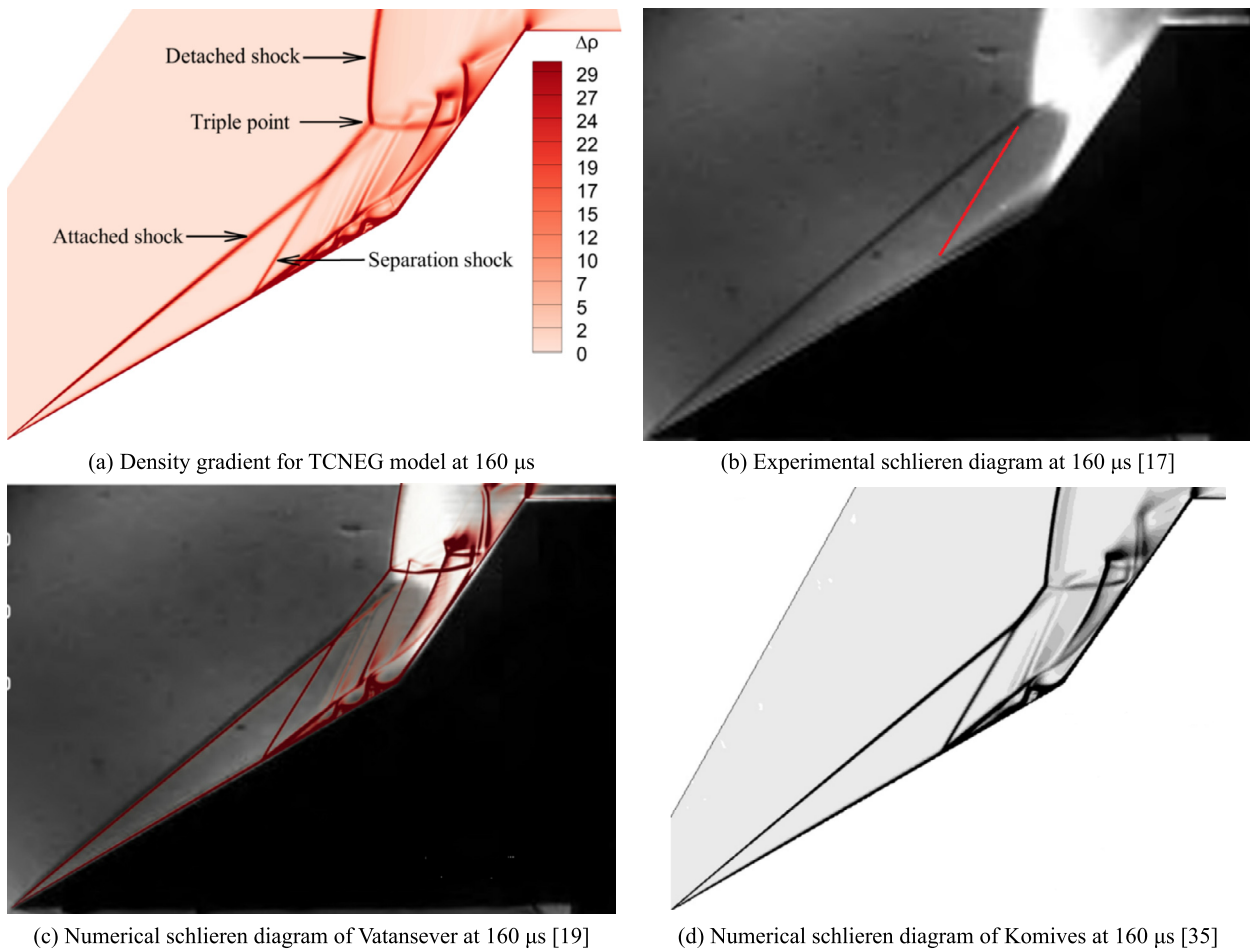 Δρ
Detached shock
29
27
Triple point
24
22
19
17
15
Attached shock
12
Separation shock
10
7
5
2
0
(a) Density gradient for TCNEG model at 160 μs
(b) Experimental schlieren diagram at 160 μs [17]
(c) Numerical schlieren diagram of Vatansever at 160 μs [19]
(d) Numerical schlieren diagram of Komives at 160 μs [35]